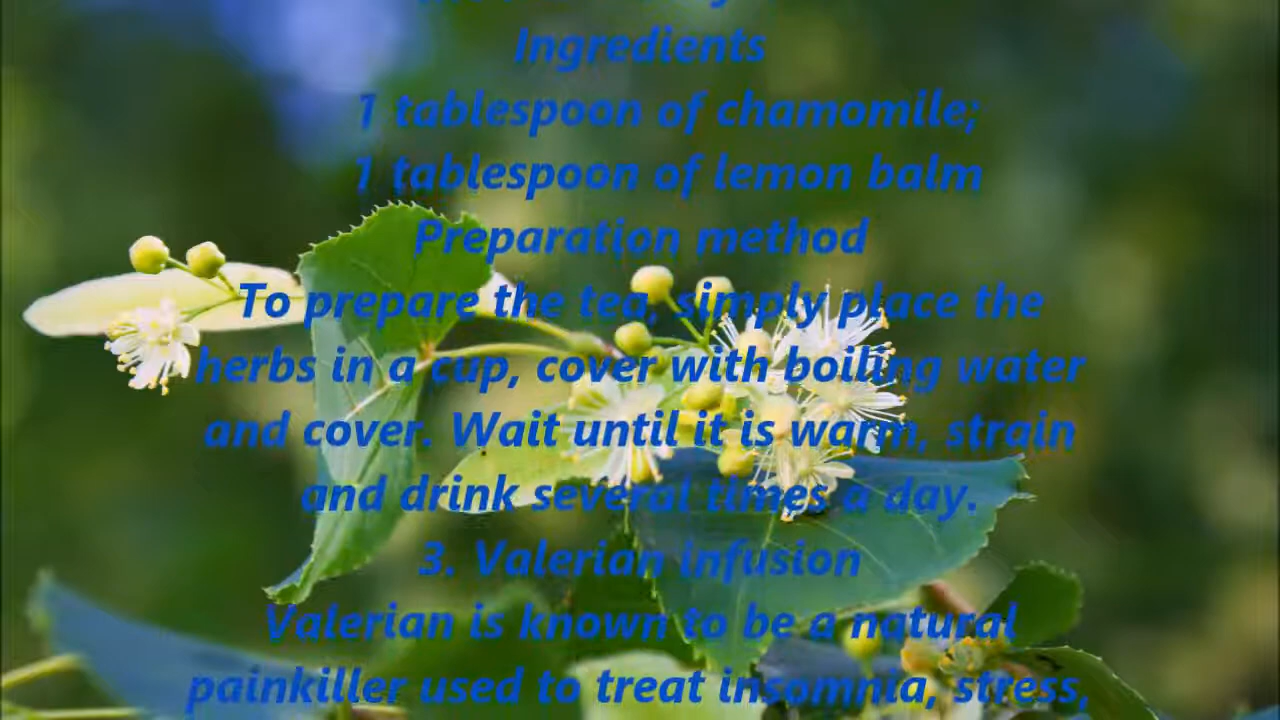 Ingredients
1 tablespoon of chamomile;
1 tablespoon of lemon balm
Preparation method
To prepare the tea, simply place the
herbs in a cup, cover with boiling water
and cover. Wait until it is warm, strain
and drink several times a day.
3. Valerian infusion
Valerian is known to be a natural
painkiller used to treat insomnia, stress,